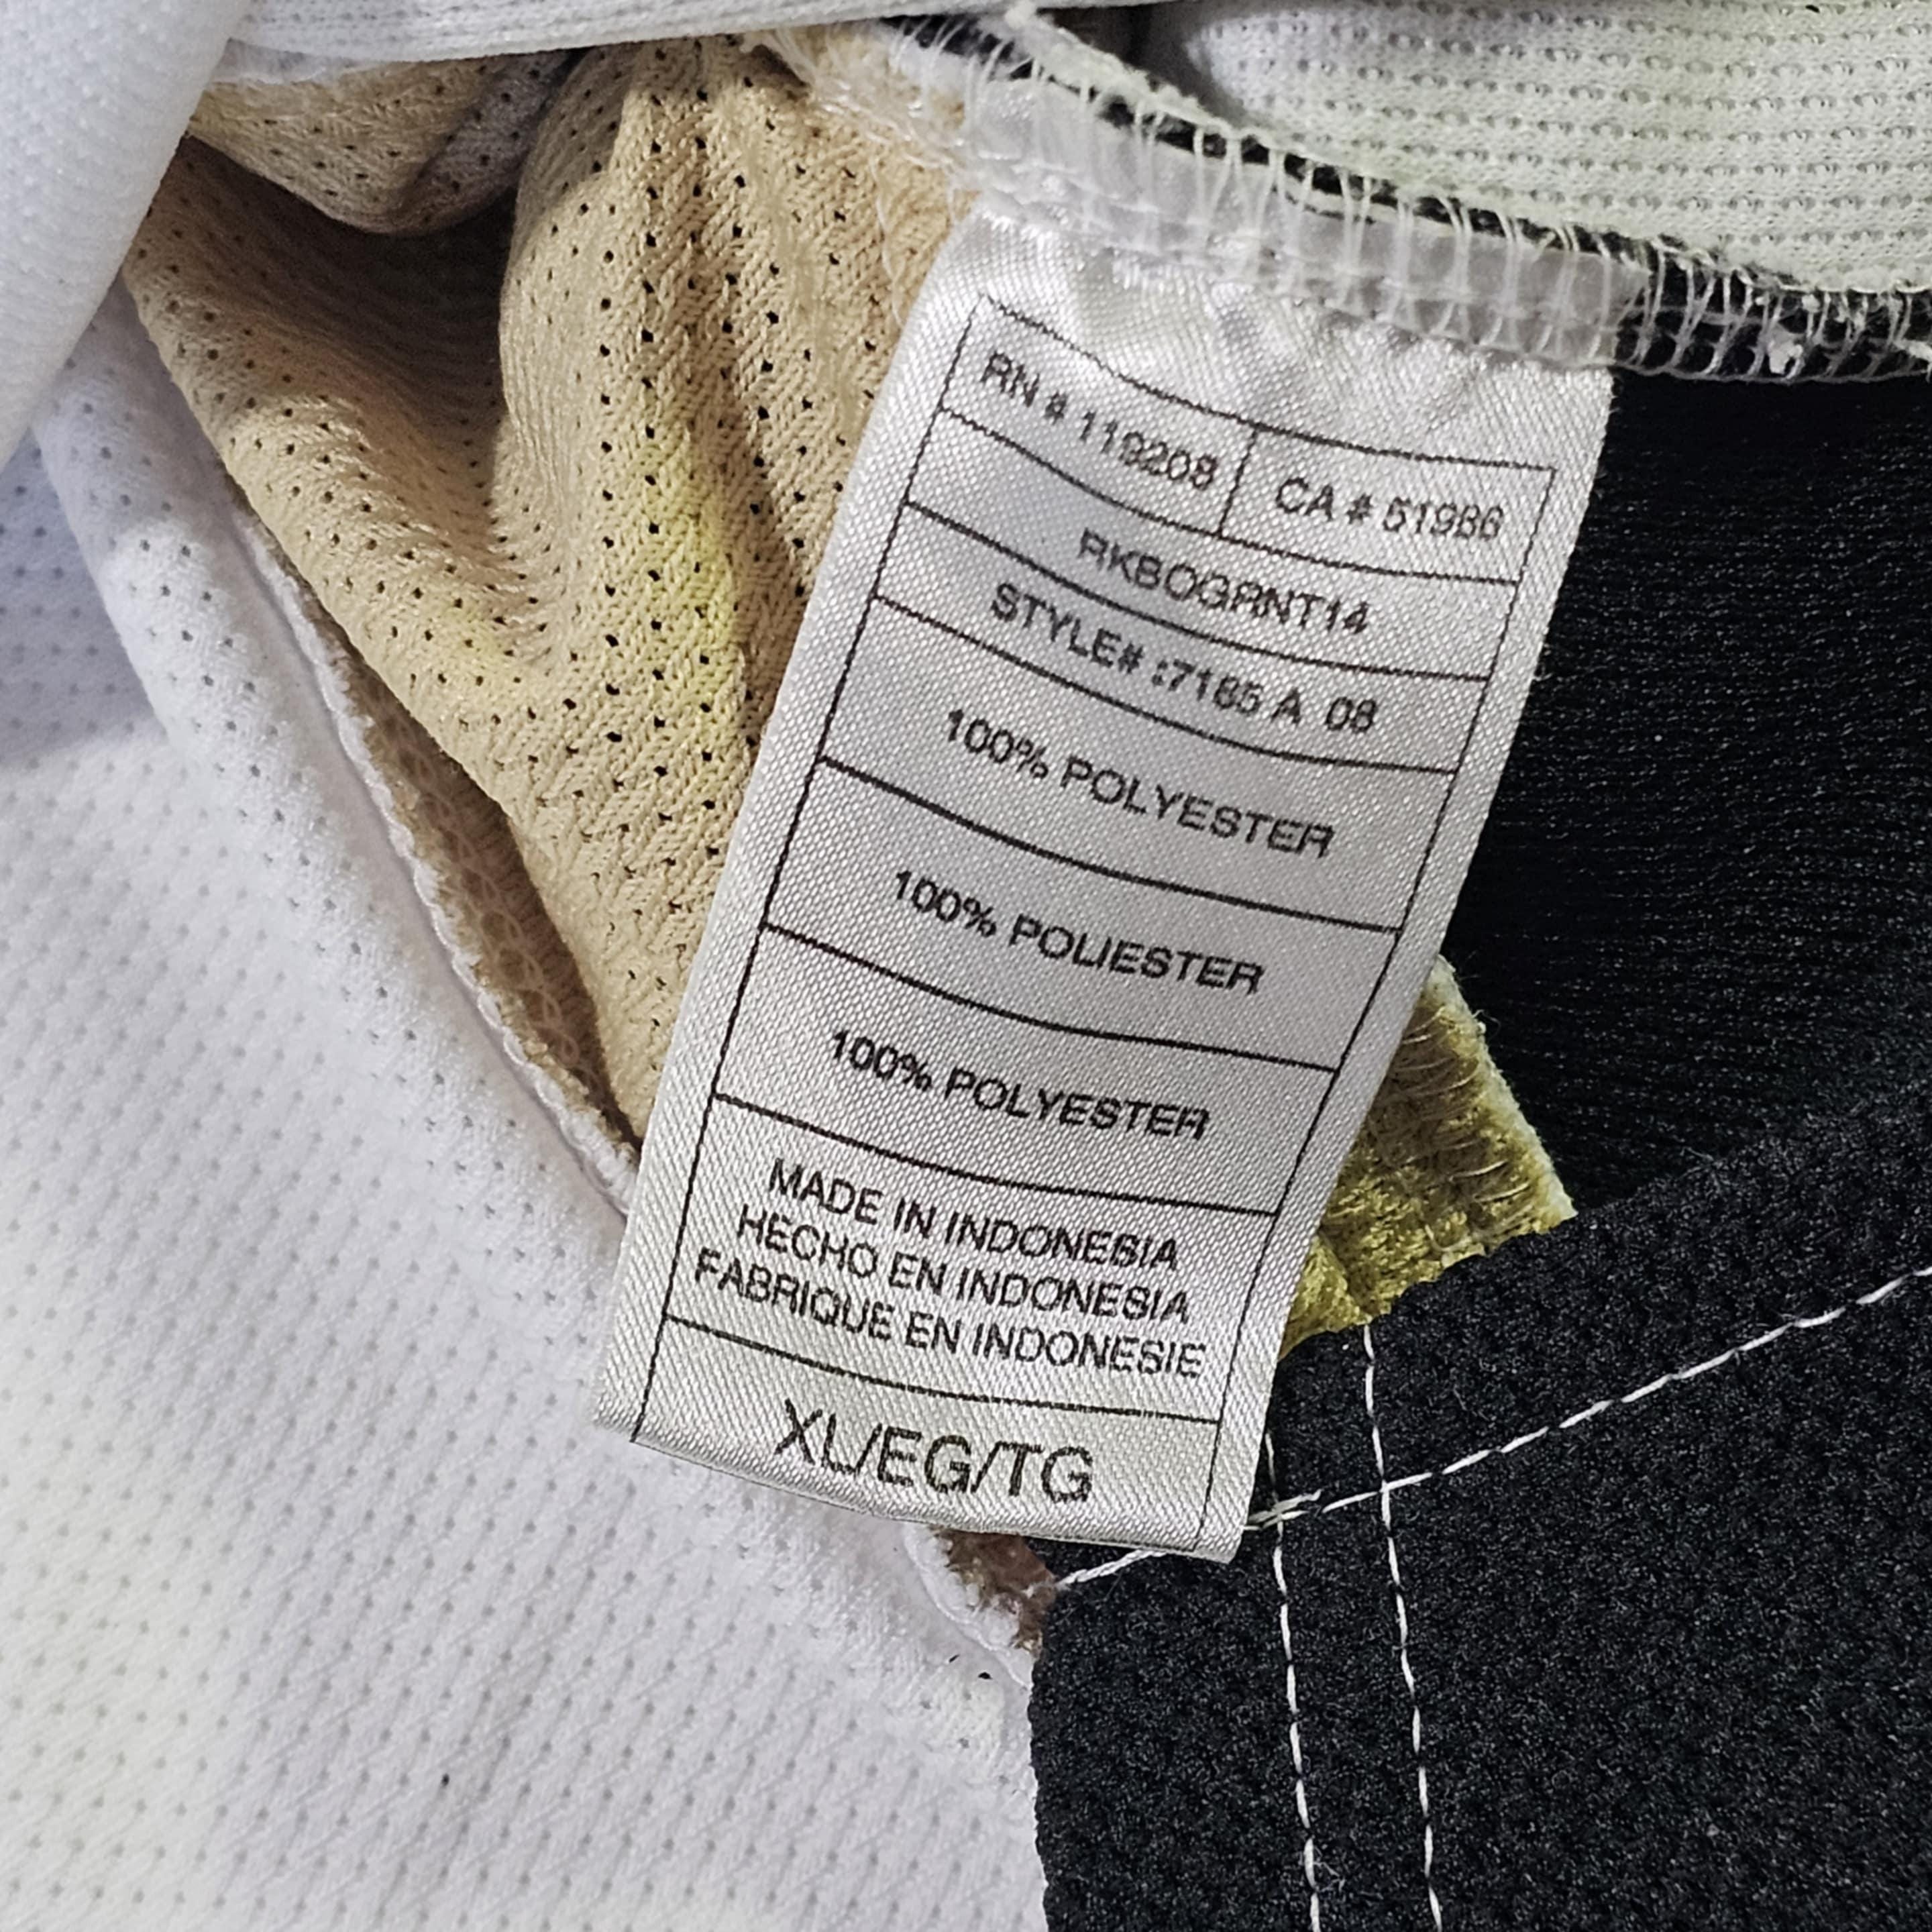 RN # 119208 CA # 51986
RKBOGRNT14
STYLE# :7185 A 08
100% POLYESTER
100% POLIESTER
100% POLYESTER
MADE IN INDONESIA
HECHO EN INDONESIA
FABRIQUE EN INDONESIE
XL/EG/TG